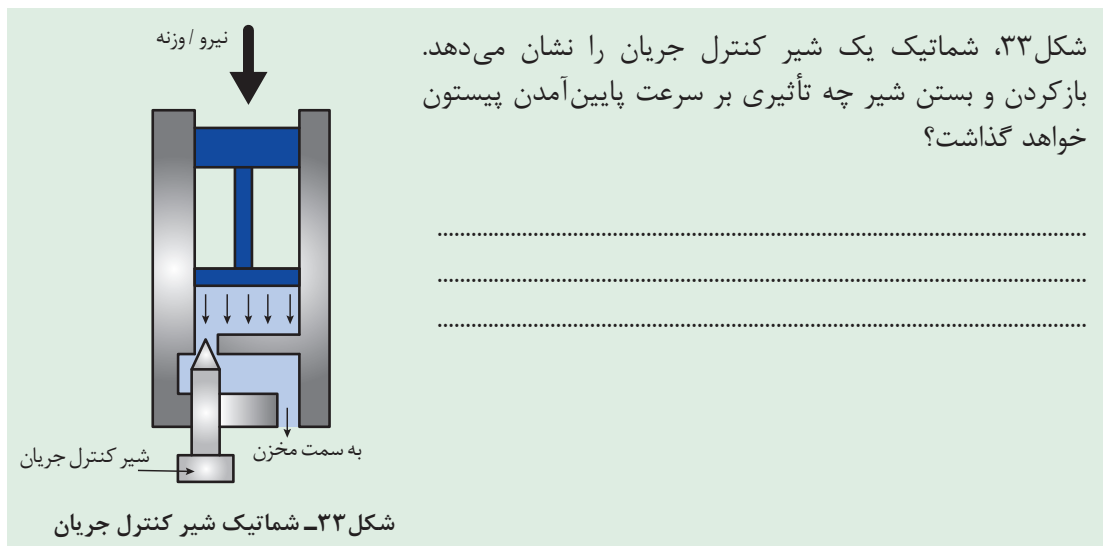 شکل۳۳، شماتیک یک شیر کنترل جریان را نشان می‌دهد.
بازکردن و بستن شیر چه تأثیری بر سرعت پایین‌آمدن پیستون
خواهد گذاشت؟
................................................................................
................................................................................
................................................................................
نیرو / وزنه
به سمت مخزن
شیر کنترل جریان
شکل۳۳ـ شماتیک شیر کنترل جریان